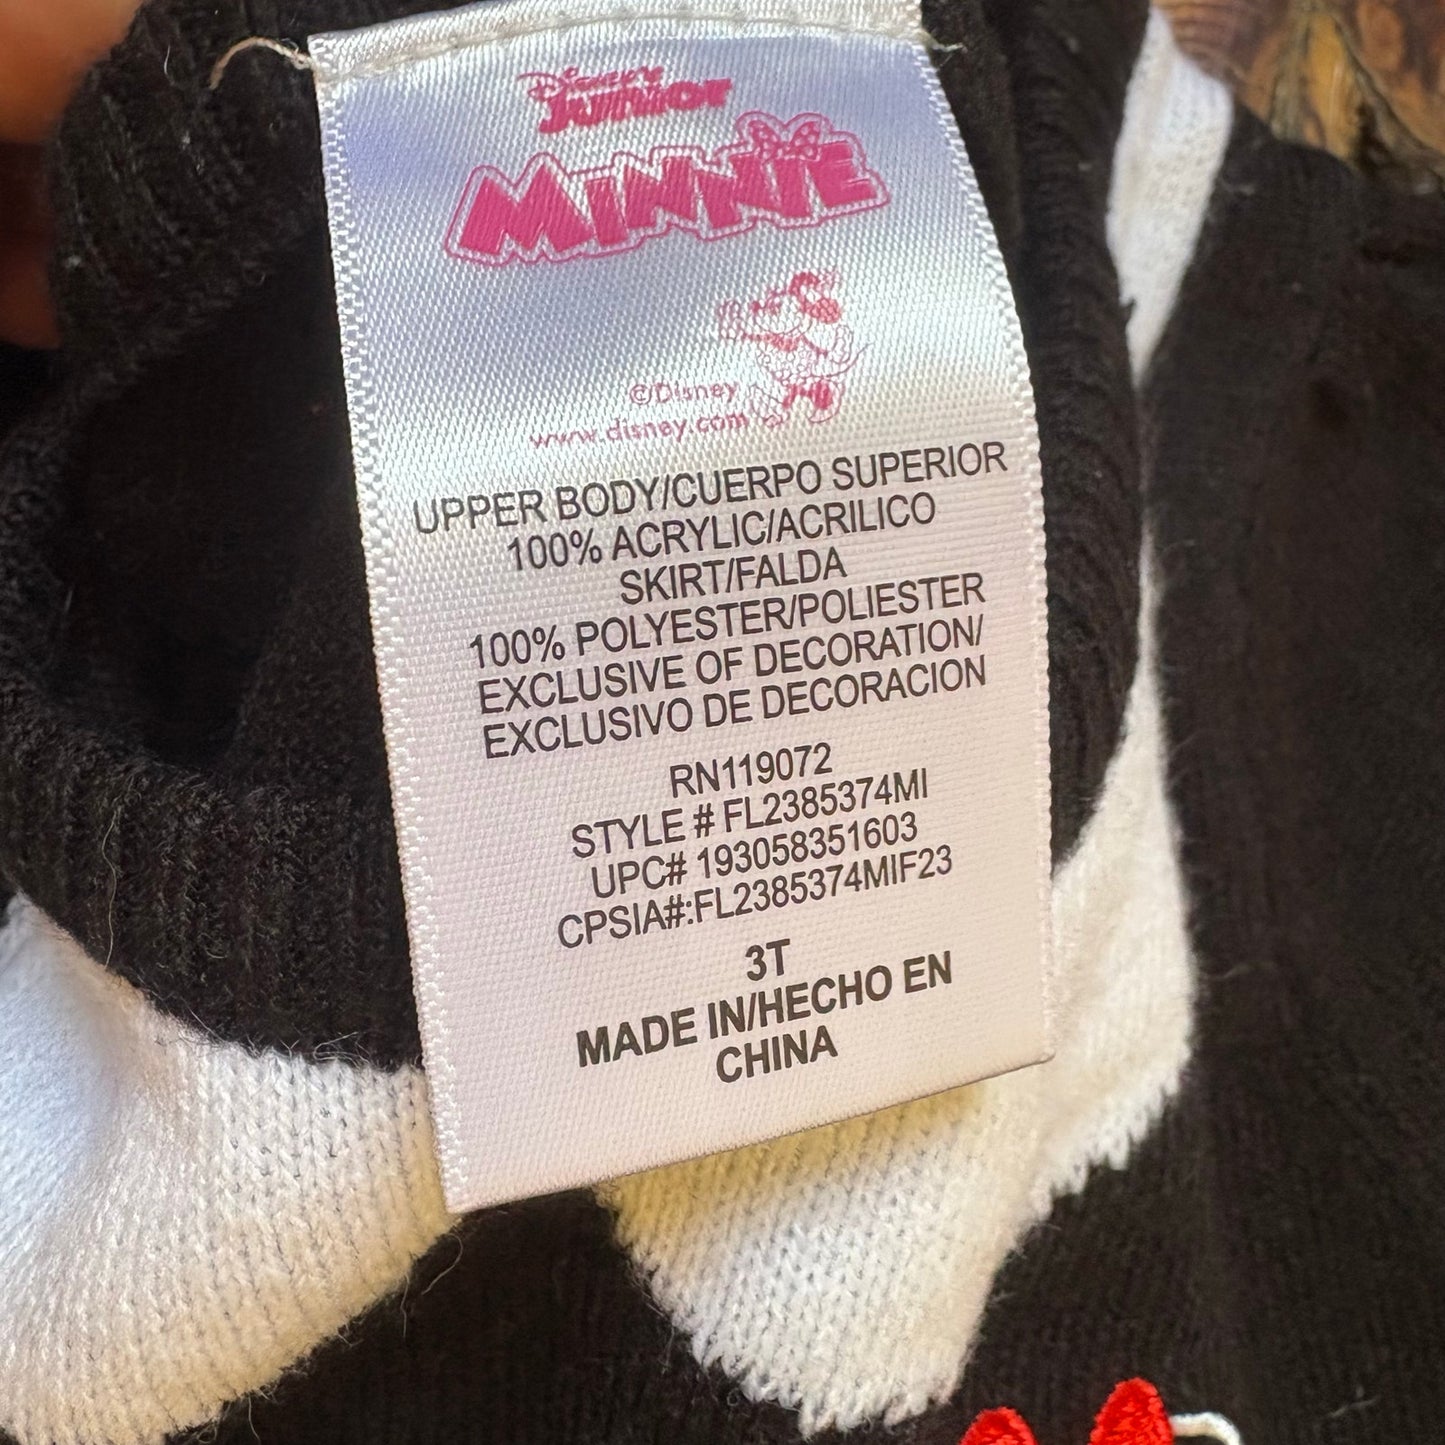 Disney
Junior
MINNIE
©Disney
www.disney.com
UPPER BODY/CUERPO SUPERIOR
100% ACRYLIC/ACRILICO
SKIRT/FALDA
100% POLYESTER/POLIESTER
EXCLUSIVE OF DECORATION/
EXCLUSIVO DE DECORACION
RN119072
STYLE # FL2385374MI
UPC# 193058351603
CPSIA#:FL2385374MIF23
3T
MADE IN/HECHO EN
CHINA